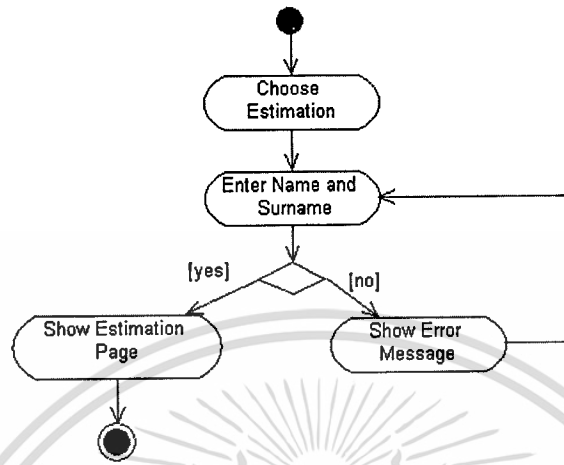 Choose
Estimation
Enter Name and
Surname
[yes]
[no]
Show Estimation
Page
Show Error
Message